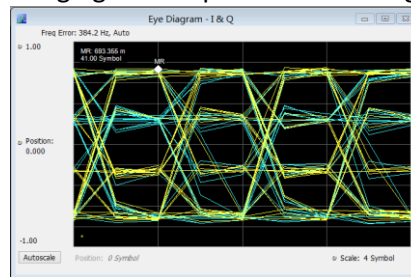 Eye Diagram - I & Q
Freq Error: 384.2 Hz, Auto
1.00
MR: 693.355 m
41.00 Symbol
MR
Position:
0.000
-1.00
Autoscale
Position: 0 Symbol
Scale: 4 Symbol